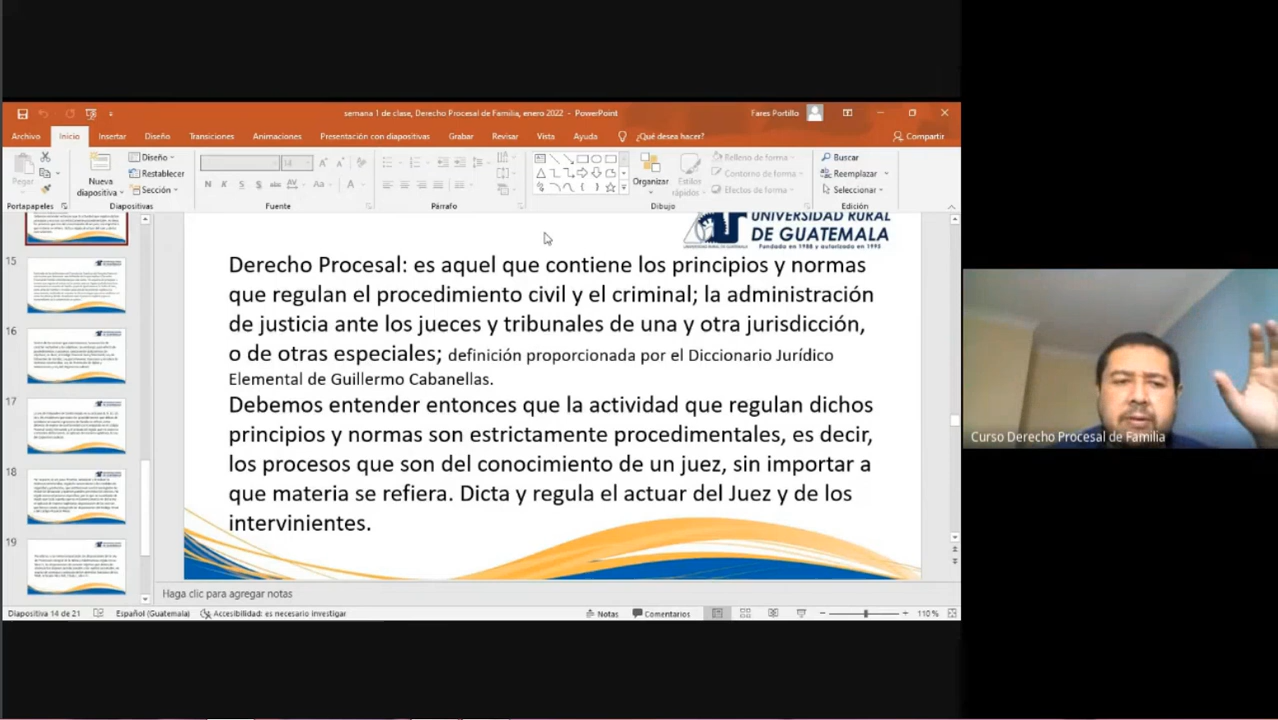 semana 1 de clase, Derecho Procesal de Familia, enero 2022 - PowerPoint
Fares Portillo
Archivo Inicio Insertar Diseño Transiciones Animaciones Presentación con diapositivas Grabar Revisar Vista Ayuda ¿Qué desea hacer? Compartir
Pegar
Nueva diapositiva
Diseño
Restablecer
Sección
14
N K S S abc AV Aa A
Organizar
Estilos rápidos
Relleno de forma
Contorno de forma
Efectos de forma
Buscar
Reemplazar
Seleccionar
Portapapeles Diapositivas Fuente Párrafo Dibujo Edición
15
16
17
18
19
UNIVERSIDAD RURAL
DE GUATEMALA
Fundada en 1988 y autorizada en 1995
Derecho Procesal: es aquel que contiene los principios y normas
que regulan el procedimiento civil y el criminal; la administración
de justicia ante los jueces y tribunales de una y otra jurisdicción,
o de otras especiales; definición proporcionada por el Diccionario Jurídico
Elemental de Guillermo Cabanellas.
Debemos entender entonces que la actividad que regulan dichos
principios y normas son estrictamente procedimentales, es decir,
los procesos que son del conocimiento de un juez, sin importar a
que materia se refiera. Dicta y regula el actuar del Juez y de los
intervinientes.
Curso Derecho Procesal de Familia
Haga clic para agregar notas
Diapositiva 14 de 21 Español (Guatemala) Accesibilidad: es necesario investigar Notas Comentarios 110 %